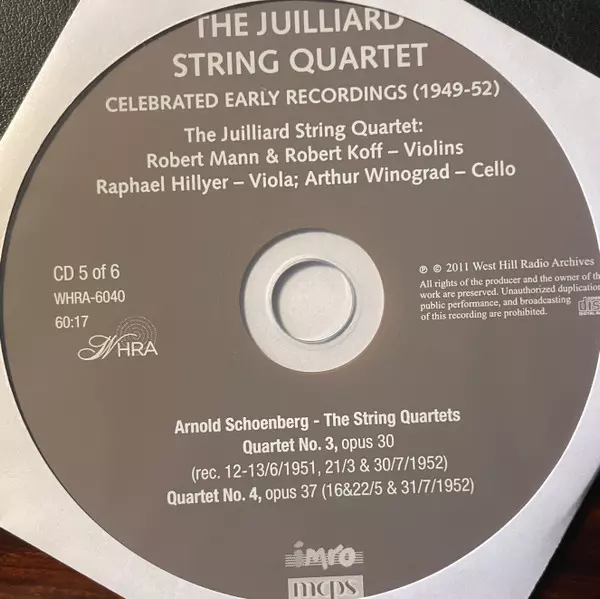 THE JUILLIARD
STRING QUARTET
CELEBRATED EARLY RECORDINGS (1949-52)
The Juilliard String Quartet:
Robert Mann & Robert Koff – Violins
Raphael Hillyer – Viola; Arthur Winograd – Cello
CD 5 of 6
WHRA-6040
60:17
WHRA
℗ © 2011 West Hill Radio Archives
All rights of the producer and the owner of the
work are preserved. Unauthorized duplication,
public performance, and broadcasting
of this recording are prohibited.
Arnold Schoenberg - The String Quartets
Quartet No. 3, opus 30
(rec. 12-13/6/1951, 21/3 & 30/7/1952)
Quartet No. 4, opus 37 (16&22/5 & 31/7/1952)
imro
mcps